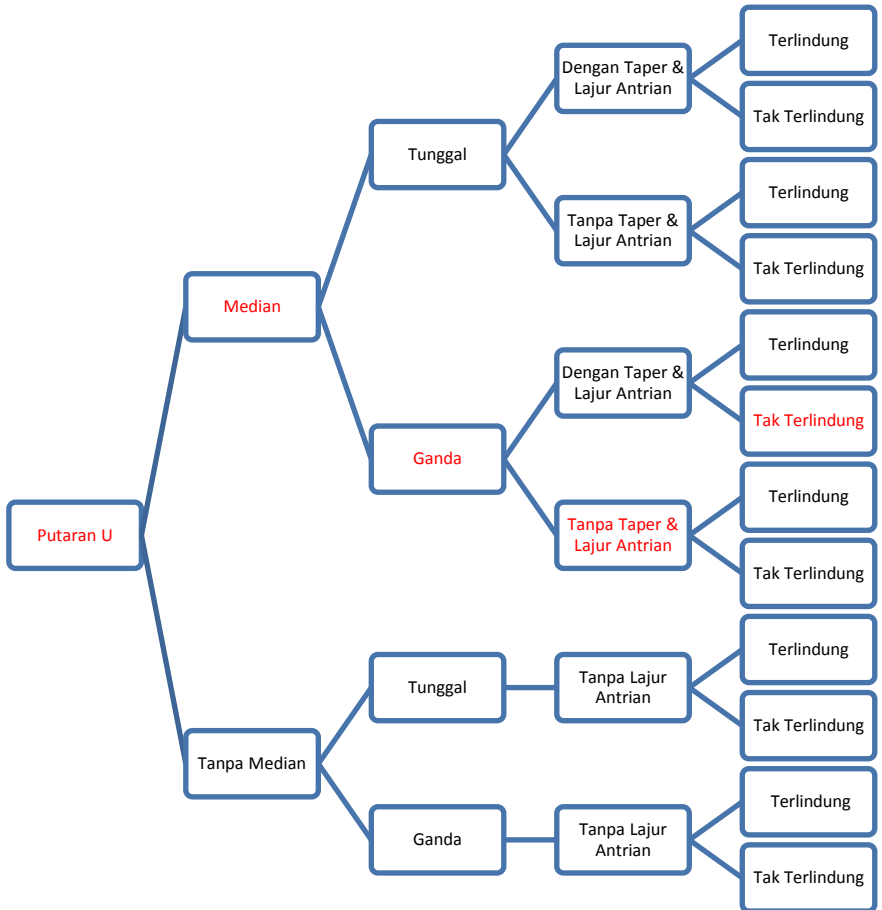 Putaran U
Median
Tunggal
Dengan Taper &
Lajur Antrian
Terlindung
Tak Terlindung
Tanpa Taper &
Lajur Antrian
Terlindung
Tak Terlindung
Ganda
Dengan Taper &
Lajur Antrian
Terlindung
Tak Terlindung
Tanpa Taper &
Lajur Antrian
Terlindung
Tak Terlindung
Tanpa Median
Tunggal
Tanpa Lajur
Antrian
Terlindung
Tak Terlindung
Ganda
Tanpa Lajur
Antrian
Terlindung
Tak Terlindung